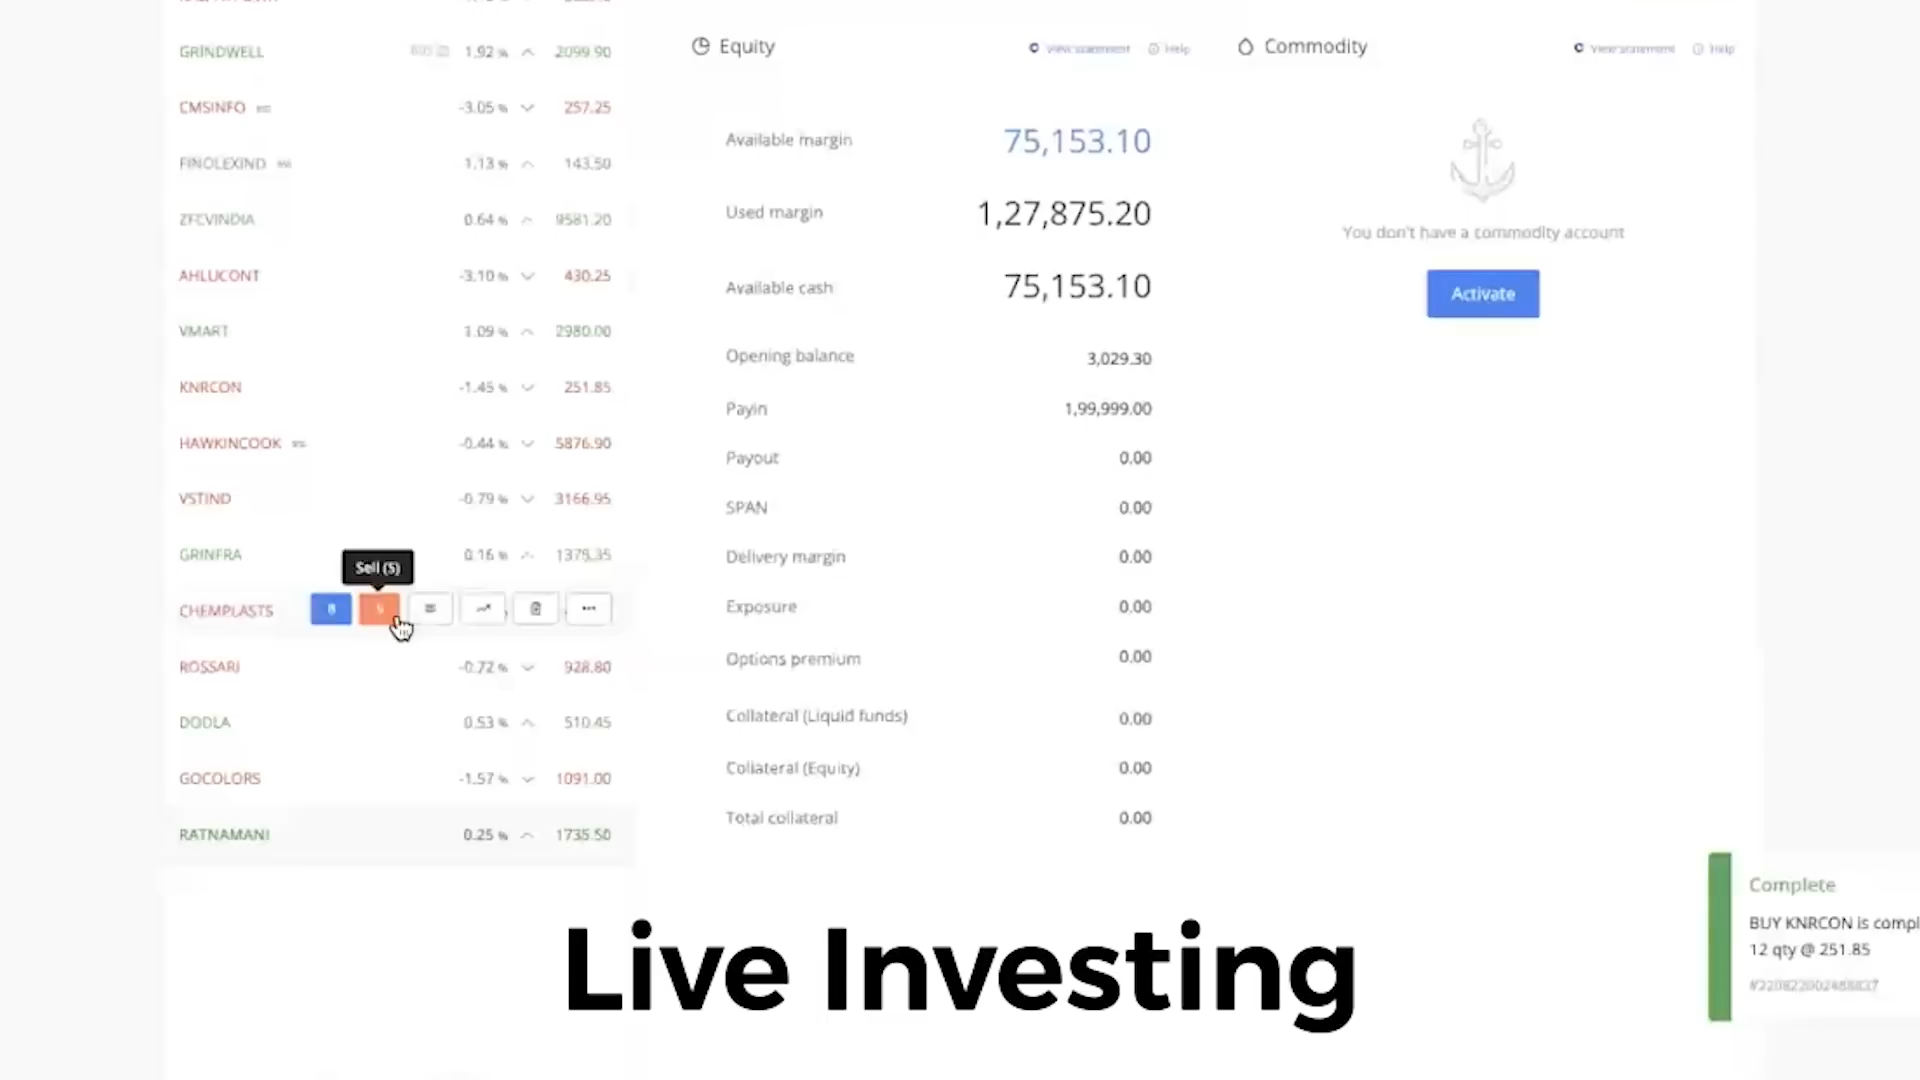 GRINDWELL 1.92 % 2099.90
CMSINFO -3.05 % 257.25
FINOLEXIND 1.13 % 143.50
ZFCVINDIA 0.64 % 9581.20
AHLUCONT -3.10 % 430.25
VMART 1.09 % 2980.00
KNRCON -1.45 % 251.85
HAWKINCOOK -0.44 % 5876.90
VSTIND -0.79 % 3166.95
GRINFRA 0.16 % 1375.35
Sell (S)
CHEMPLASTS B S
ROSSARI -0.72 % 928.80
DODLA 0.53 % 510.45
GOCOLORS -1.57 % 1091.00
RATNAMANI 0.25 % 1735.50
Equity View statement Help
Available margin 75,153.10
Used margin 1,27,875.20
Available cash 75,153.10
Opening balance 3,029.30
Payin 1,99,999.00
Payout 0.00
SPAN 0.00
Delivery margin 0.00
Exposure 0.00
Options premium 0.00
Collateral (Liquid funds) 0.00
Collateral (Equity) 0.00
Total collateral 0.00
Commodity View statement Help
You don't have a commodity account
Activate
Complete
BUY KNRCON is compl
12 qty @ 251.85
Live Investing